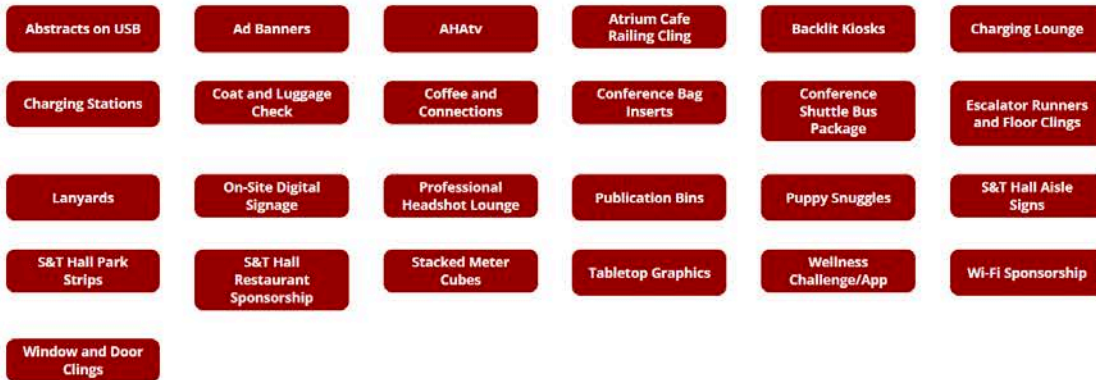 Abstracts on USB
Ad Banners
AHAtv
Atrium Cafe
Railing Cling
Backlit Kiosks
Charging Lounge
Charging Stations
Coat and Luggage
Check
Coffee and
Connections
Conference Bag
Inserts
Conference
Shuttle Bus
Package
Escalator Runners
and Floor Clings
Lanyards
On-Site Digital
Signage
Professional
Headshot Lounge
Publication Bins
Puppy Snuggles
S&T Hall Aisle
Signs
S&T Hall Park
Strips
S&T Hall
Restaurant
Sponsorship
Stacked Meter
Cubes
Tabletop Graphics
Wellness
Challenge/App
Wi-Fi Sponsorship
Window and Door
Clings